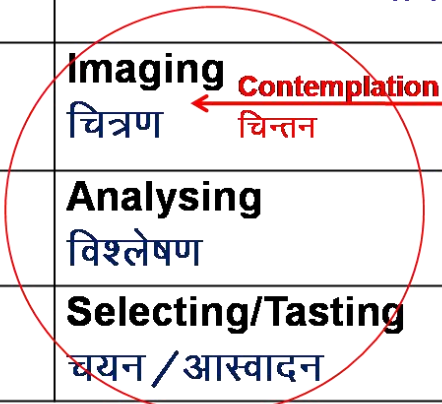 Imaging
Contemplation
चित्रण
चिन्तन
Analysing
विश्लेषण
Selecting/Tasting
चयन / आस्वादन